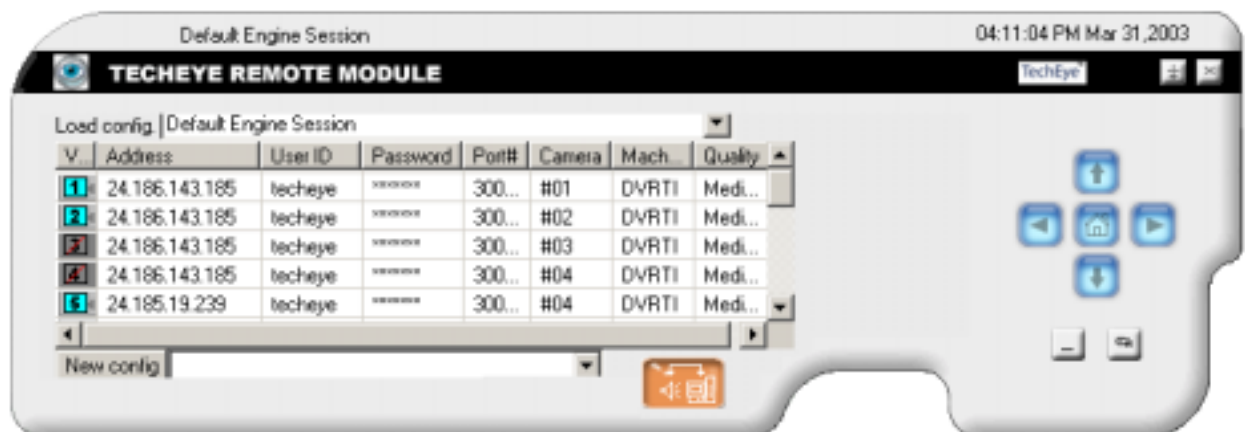 Default Engine Session 04:11:04 PM Mar 31,2003
TECHEYE REMOTE MODULE TechEye
Load config. Default Engine Session
V... Address User ID Password Port# Camera Mach... Quality
1 24.186.143.185 techeye ******* 300... #01 DVRTI Medi...
2 24.186.143.185 techeye ******* 300... #02 DVRTI Medi...
3 24.186.143.185 techeye ******* 300... #03 DVRTI Medi...
4 24.186.143.185 techeye ******* 300... #04 DVRTI Medi...
5 24.185.19.239 techeye ******* 300... #04 DVRTI Medi...
New config